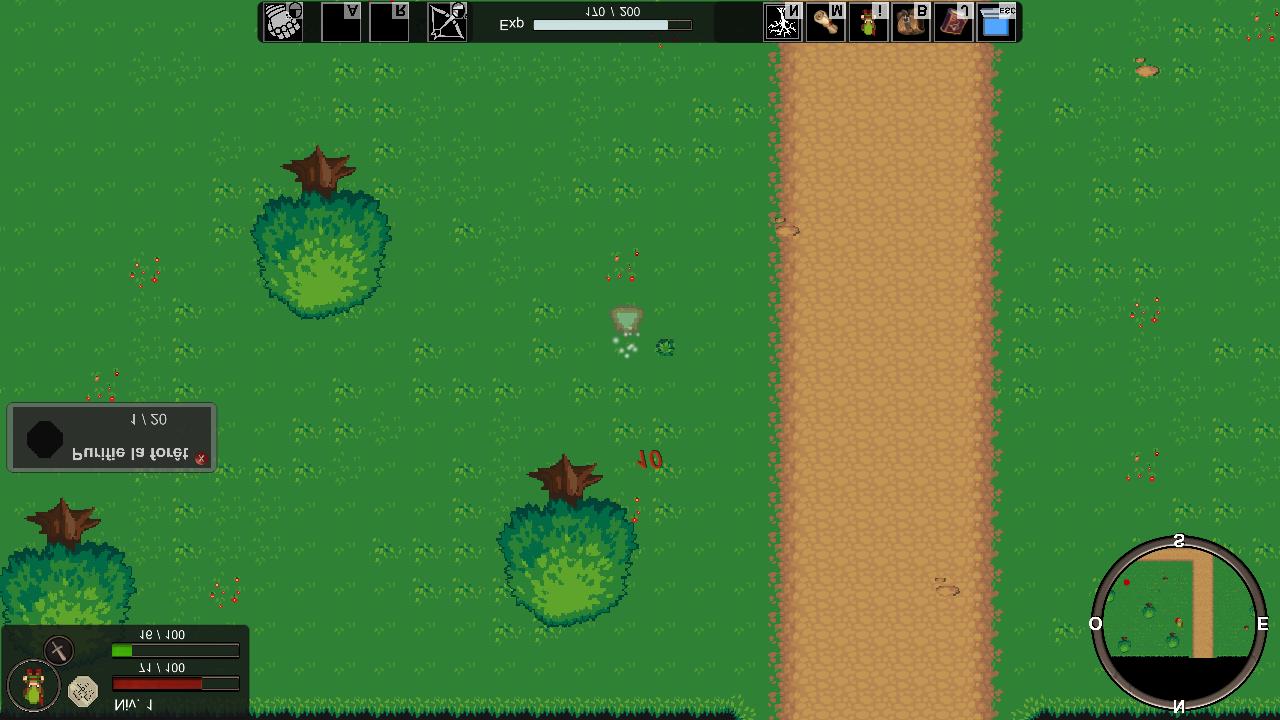 Niv. 1
71 / 100
16 / 100
N
O
E
S
Purifie la forêt
x
1 / 20
10
A
R
Exp
170 / 200
N
M
I
B
J
ESC